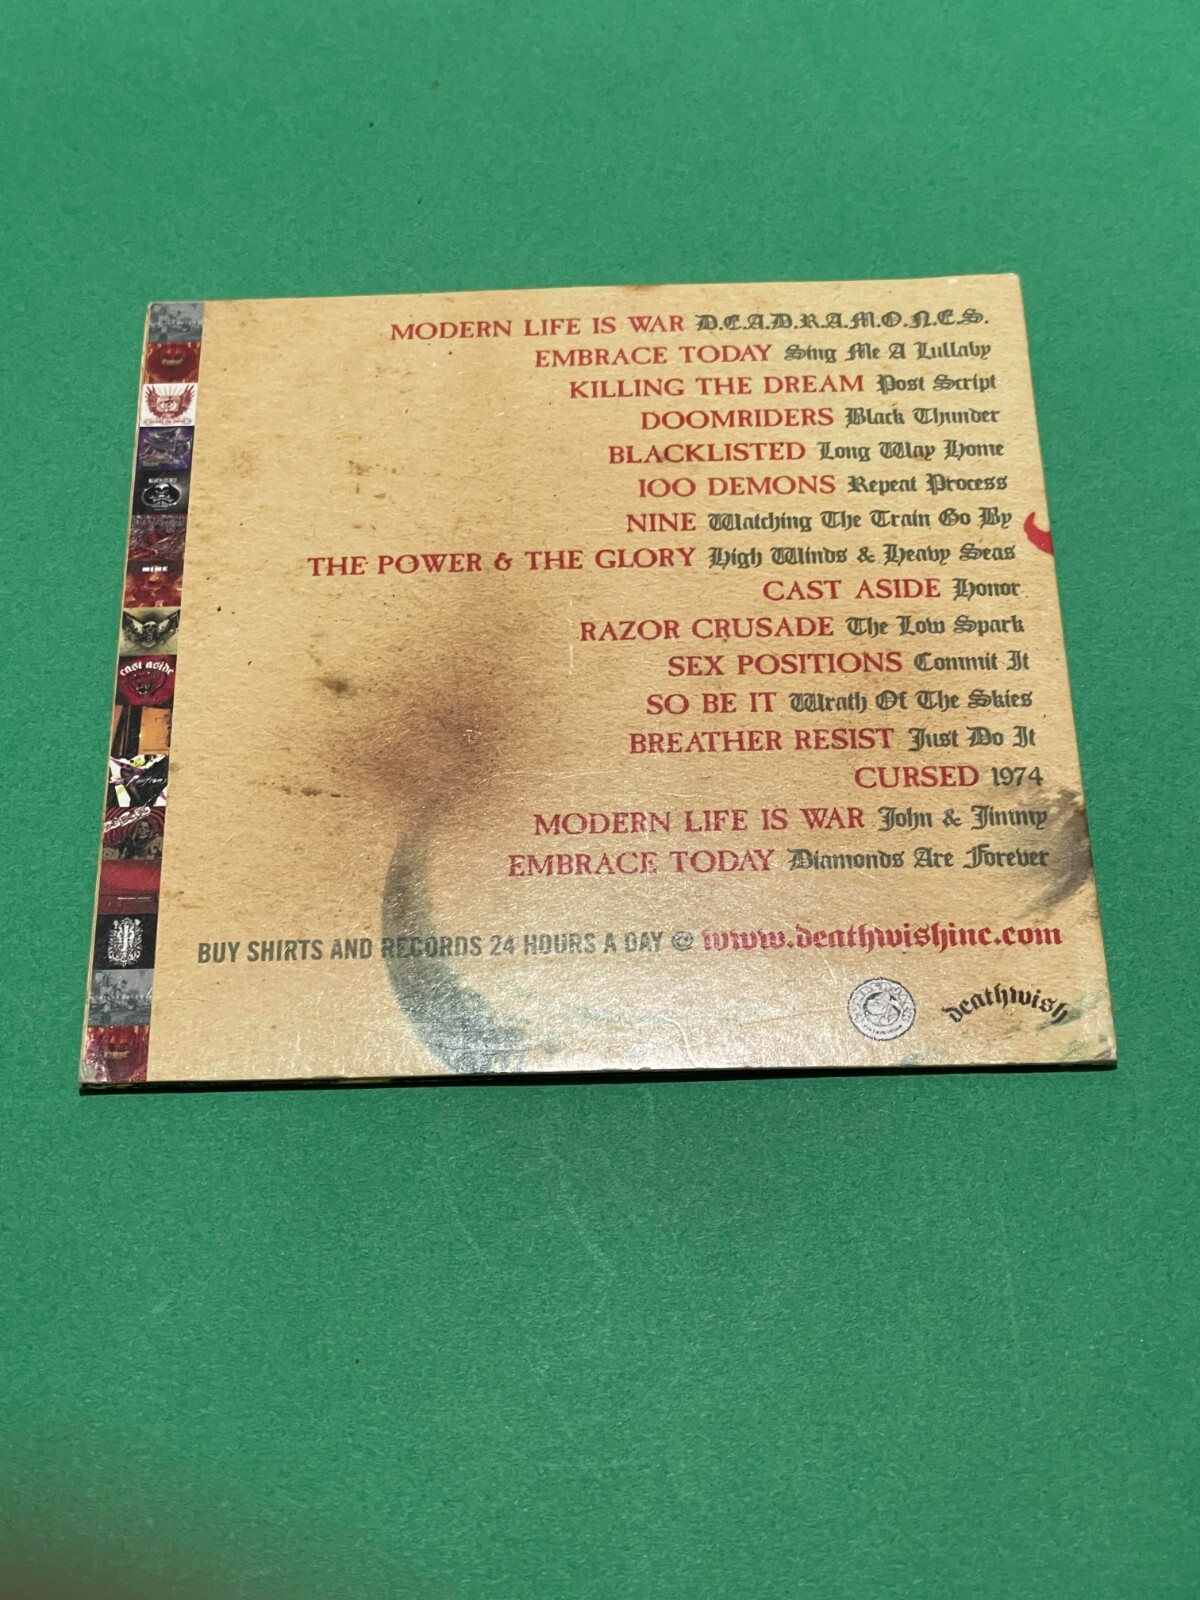 MODERN LIFE IS WAR D.E.A.D.R.A.M.O.N.E.S.
EMBRACE TODAY Sing Me A Lullaby
KILLING THE DREAM Post Script
DOOMRIDERS Black Thunder
BLACKLISTED Long Way Home
100 DEMONS Repeat Process
NINE Watching The Train Go By
THE POWER & THE GLORY High Winds & Heavy Seas
CAST ASIDE Honor
RAZOR CRUSADE The Low Spark
SEX POSITIONS Commit It
SO BE IT Wrath Of The Skies
BREATHER RESIST Just Do It
CURSED 1974
MODERN LIFE IS WAR John & Jimmy
EMBRACE TODAY Diamonds Are Forever
BUY SHIRTS AND RECORDS 24 HOURS A DAY @ www.deathwishinc.com
deathwish
NINE
cast aside